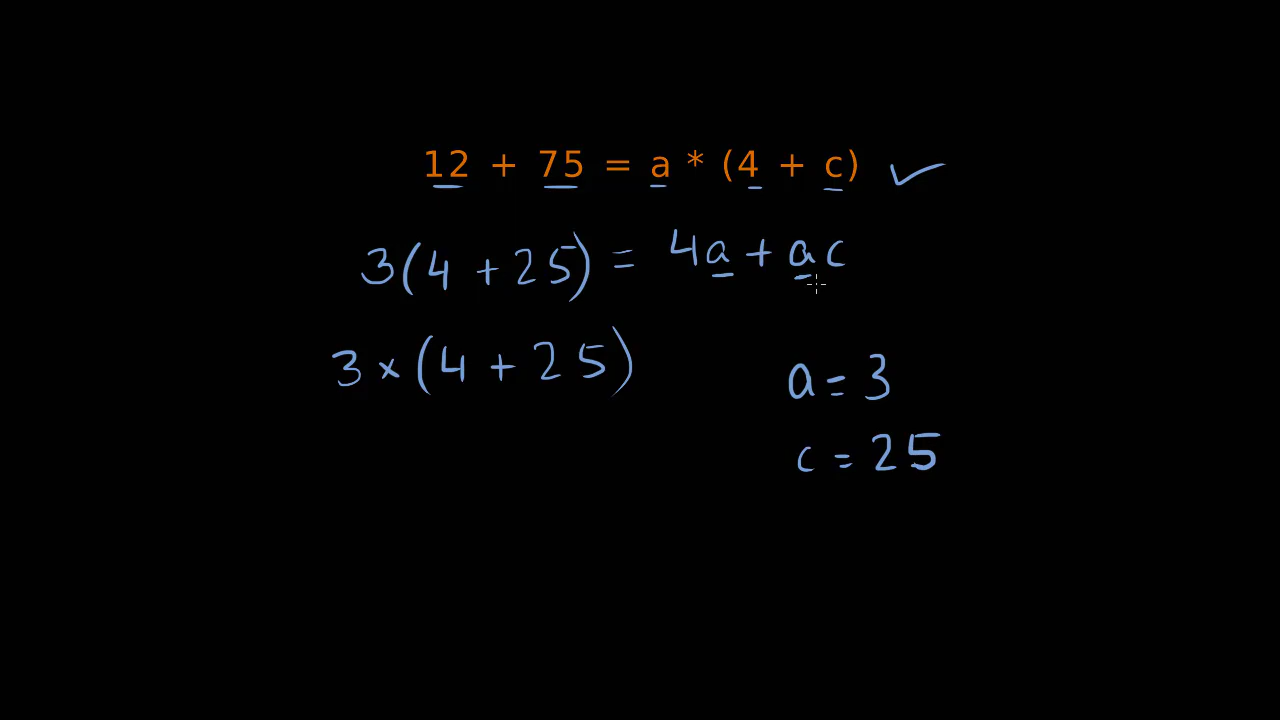 12 + 75 = a * (4 + c) ✓
3(4 + 25) = 4a + ac
3 × (4 + 25)
a = 3
c = 25